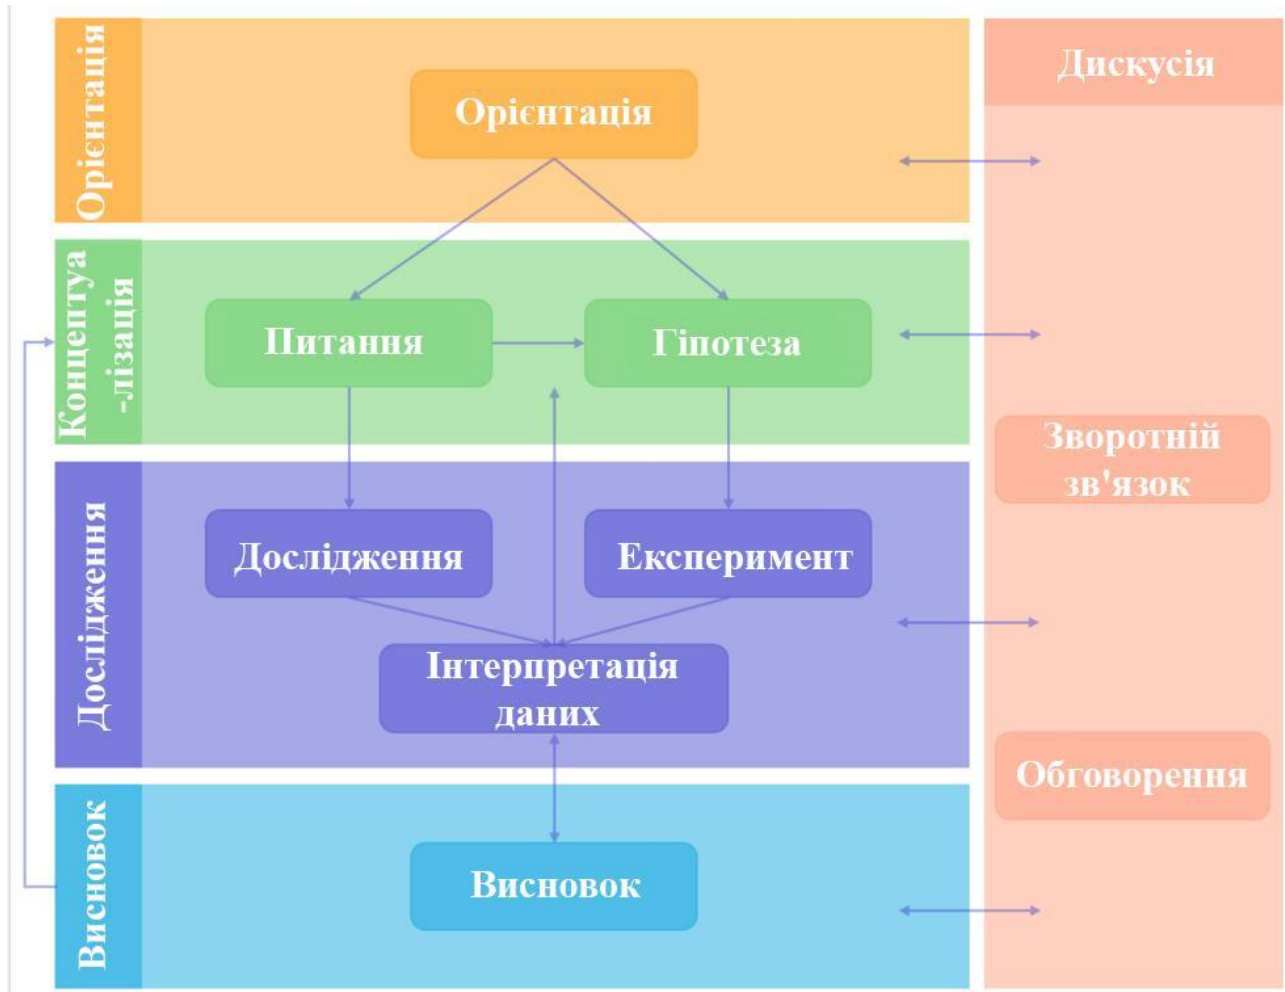 Орієнтація
Орієнтація
Дискусія
Концептуа
-лізація
Питання
Гіпотеза
Зворотній
зв'язок
Дослідження
Дослідження
Експеримент
Інтерпретація
даних
Обговорення
Висновок
Висновок